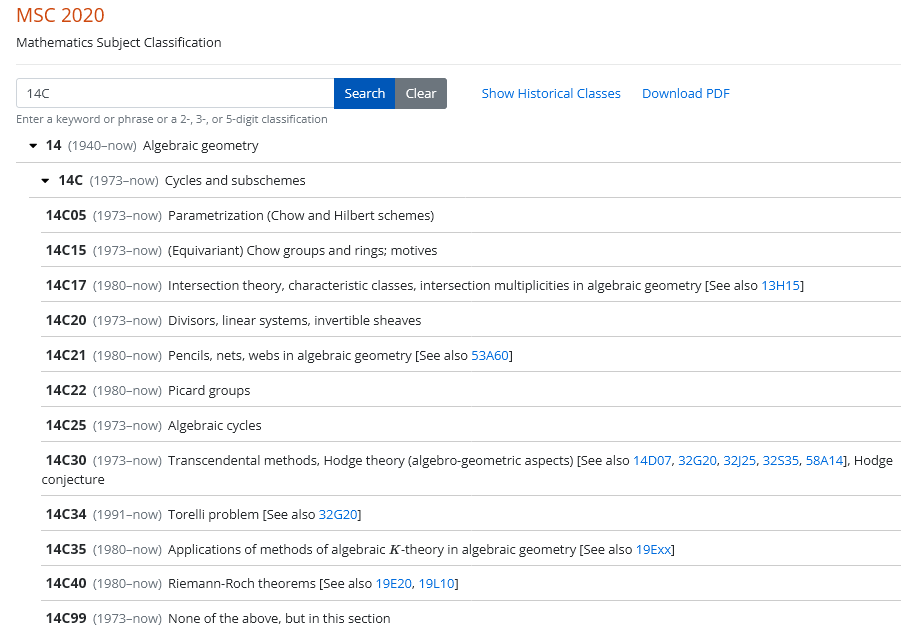 MSC 2020
Mathematics Subject Classification
14C Search Clear Show Historical Classes Download PDF
Enter a keyword or phrase or a 2-, 3-, or 5-digit classification
14 (1940–now) Algebraic geometry
14C (1973–now) Cycles and subschemes
14C05 (1973–now) Parametrization (Chow and Hilbert schemes)
14C15 (1973–now) (Equivariant) Chow groups and rings; motives
14C17 (1980–now) Intersection theory, characteristic classes, intersection multiplicities in algebraic geometry [See also 13H15]
14C20 (1973–now) Divisors, linear systems, invertible sheaves
14C21 (1980–now) Pencils, nets, webs in algebraic geometry [See also 53A60]
14C22 (1980–now) Picard groups
14C25 (1973–now) Algebraic cycles
14C30 (1973–now) Transcendental methods, Hodge theory (algebro-geometric aspects) [See also 14D07, 32G20, 32J25, 32S35, 58A14], Hodge
conjecture
14C34 (1991–now) Torelli problem [See also 32G20]
14C35 (1980–now) Applications of methods of algebraic K-theory in algebraic geometry [See also 19Exx]
14C40 (1980–now) Riemann-Roch theorems [See also 19E20, 19L10]
14C99 (1973–now) None of the above, but in this section